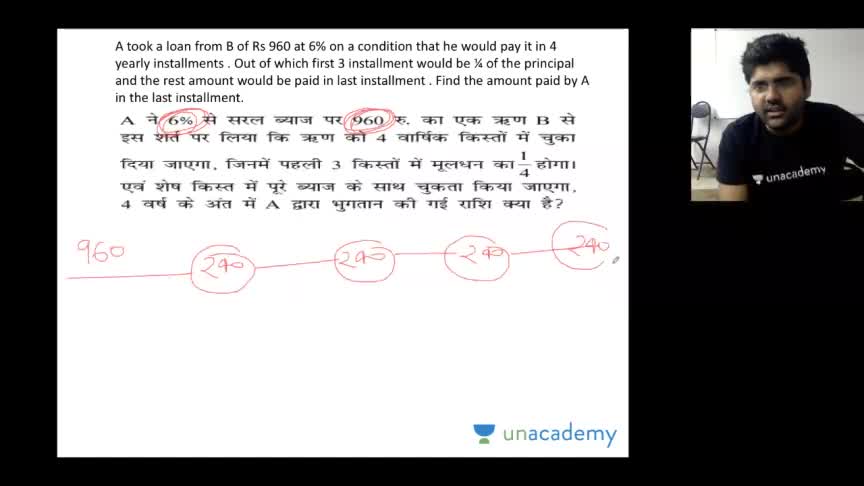 A took a loan from B of Rs 960 at 6% on a condition that he would pay it in 4
yearly installments . Out of which first 3 installment would be ¼ of the principal
and the rest amount would be paid in last installment . Find the amount paid by A
in the last installment.
A ने 6% से सरल ब्याज पर 960 रु. का एक ऋण B से
इस शर्त पर लिया कि ऋण को 4 वार्षिक किस्तों में चुका
दिया जाएगा, जिनमें पहली 3 किस्तों में मूलधन का 1/4 होगा।
एवं शेष किस्त में पूरे ब्याज के साथ चुकता किया जाएगा,
4 वर्ष के अंत में A द्वारा भुगतान की गई राशि क्या है?
960 240 240 240 240
unacademy
unacademy